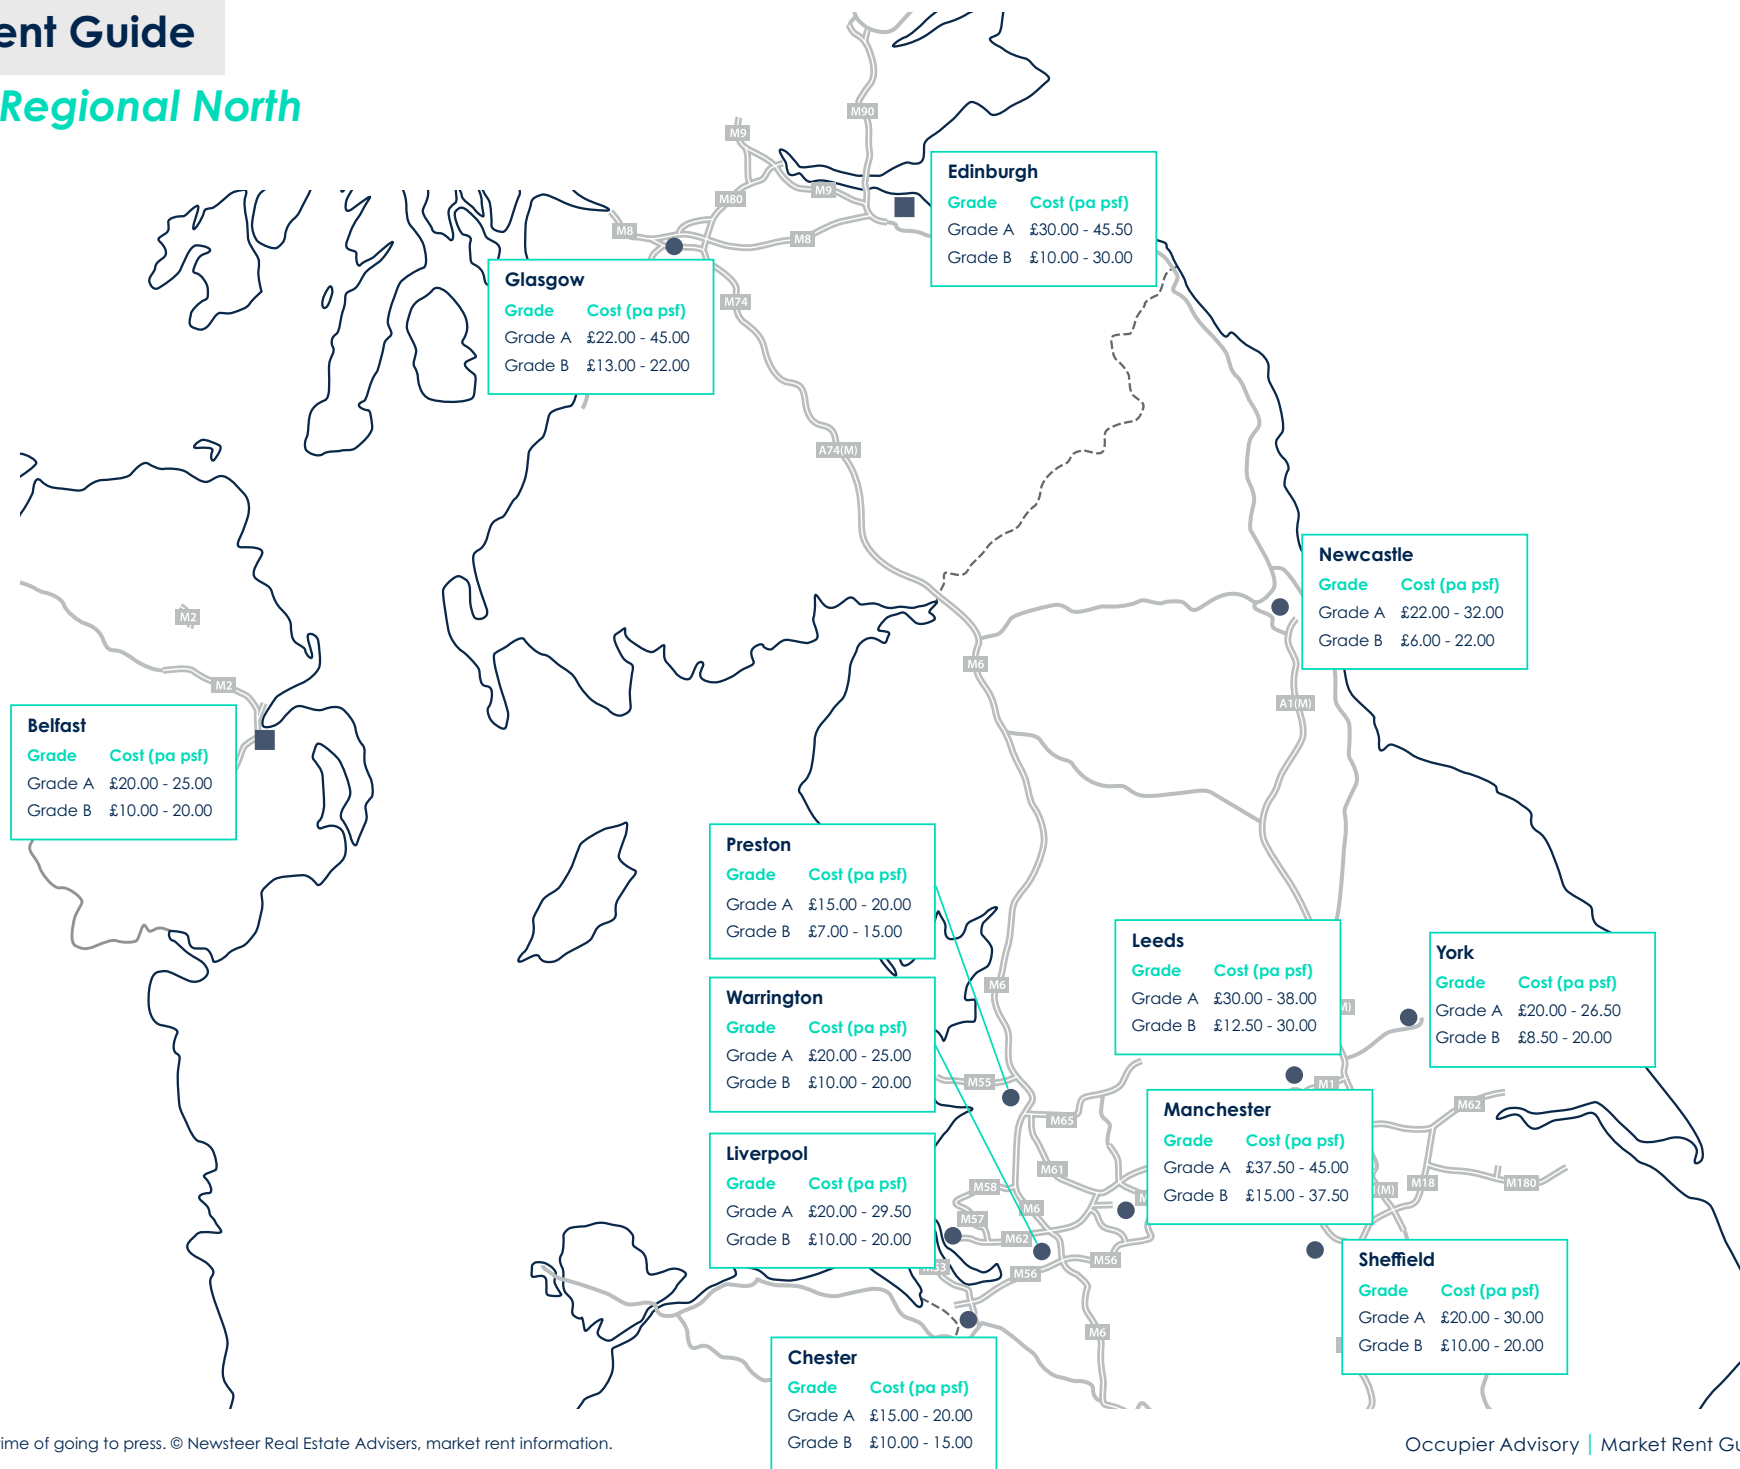 ent Guide
Regional North
M90
M9
M9
M80
M8
M8
M74
A74(M)
Edinburgh
Grade Cost (pa psf)
Grade A £30.00 - 45.50
Grade B £10.00 - 30.00
Glasgow
Grade Cost (pa psf)
Grade A £22.00 - 45.00
Grade B £13.00 - 22.00
Newcastle
Grade Cost (pa psf)
Grade A £22.00 - 32.00
Grade B £6.00 - 22.00
M2
M2
M6
A1(M)
Belfast
Grade Cost (pa psf)
Grade A £20.00 - 25.00
Grade B £10.00 - 20.00
Preston
Grade Cost (pa psf)
Grade A £15.00 - 20.00
Grade B £7.00 - 15.00
Leeds
Grade Cost (pa psf)
Grade A £30.00 - 38.00
Grade B £12.50 - 30.00
York
Grade Cost (pa psf)
Grade A £20.00 - 26.50
Grade B £8.50 - 20.00
M6
M)
Warrington
Grade Cost (pa psf)
Grade A £20.00 - 25.00
Grade B £10.00 - 20.00
M55
M1
M62
M65
Manchester
Grade Cost (pa psf)
Grade A £37.50 - 45.00
Grade B £15.00 - 37.50
Liverpool
Grade Cost (pa psf)
Grade A £20.00 - 29.50
Grade B £10.00 - 20.00
M61
M58
M6
M57
M62
M
(M)
M18
M180
M56
M56
M53
Sheffield
Grade Cost (pa psf)
Grade A £20.00 - 30.00
Grade B £10.00 - 20.00
M6
Chester
Grade Cost (pa psf)
Grade A £15.00 - 20.00
Grade B £10.00 - 15.00
ime of going to press. © Newsteer Real Estate Advisers, market rent information.
Occupier Advisory | Market Rent Gu